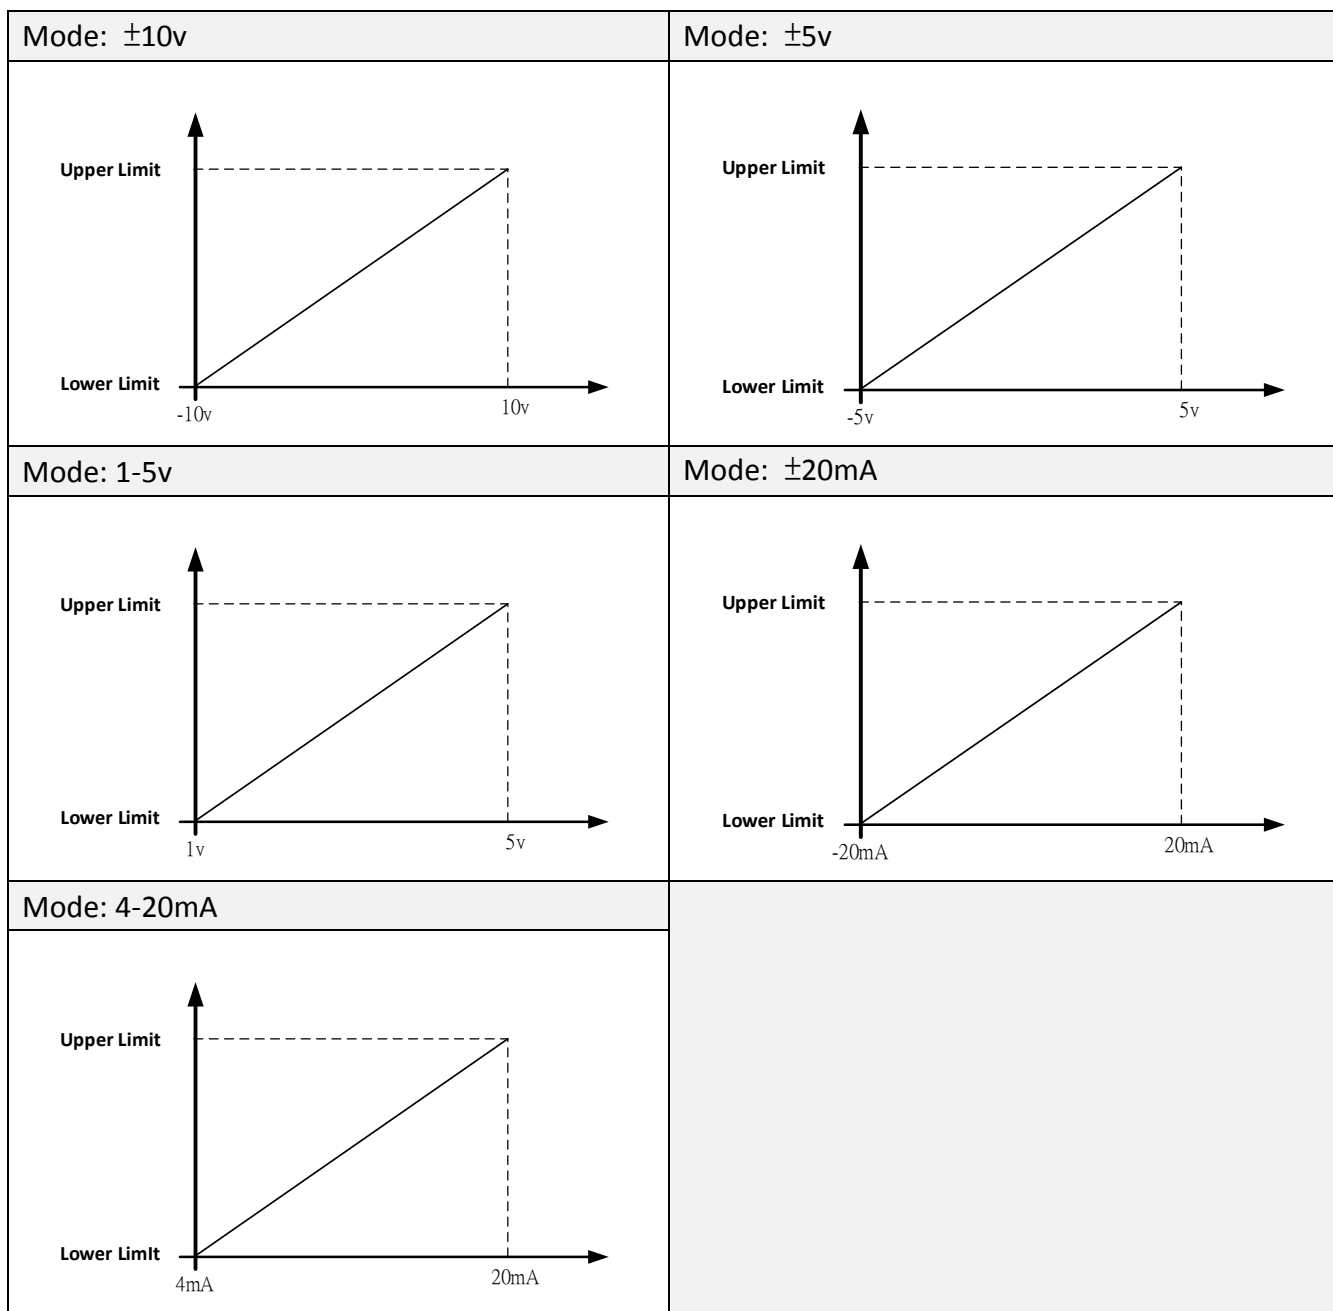 Mode: ±10v
Upper Limit
Lower Limit
-10v
10v
Mode: ±5v
Upper Limit
Lower Limit
-5v
5v
Mode: 1-5v
Upper Limit
Lower Limit
1v
5v
Mode: ±20mA
Upper Limit
Lower Limit
-20mA
20mA
Mode: 4-20mA
Upper Limit
Lower LimIt
4mA
20mA